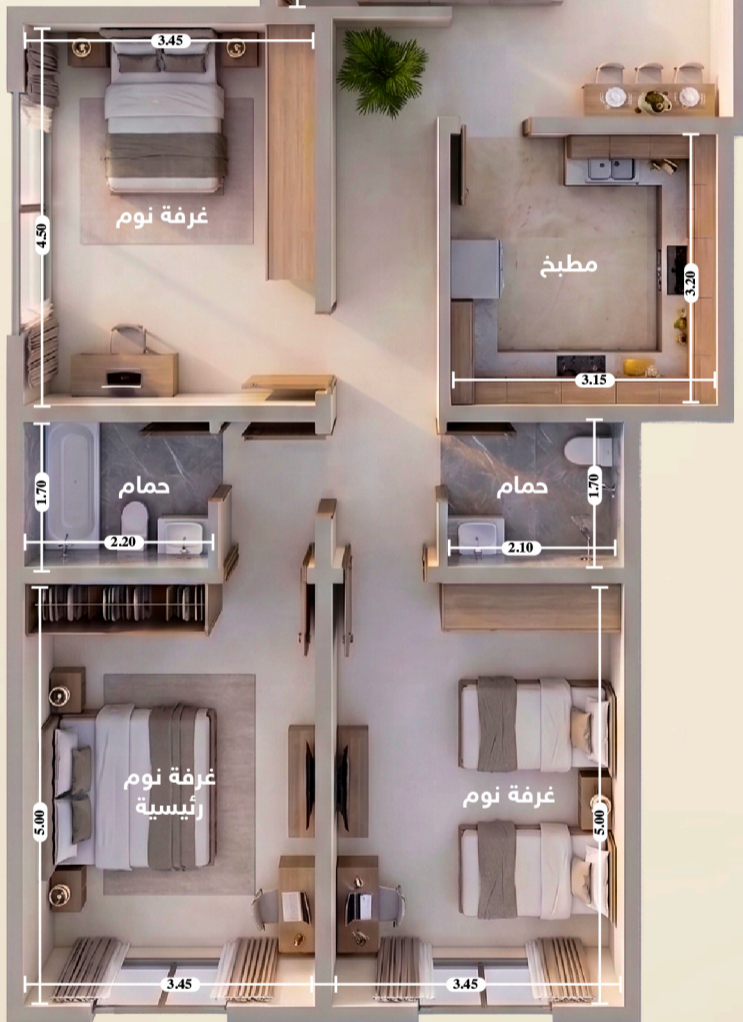 3.45
4.50
غرفة نوم
مطبخ
3.20
3.15
حمام
1.70
2.20
حمام
1.70
2.10
غرفة نوم
رئيسية
5.00
3.45
غرفة نوم
5.00
3.45